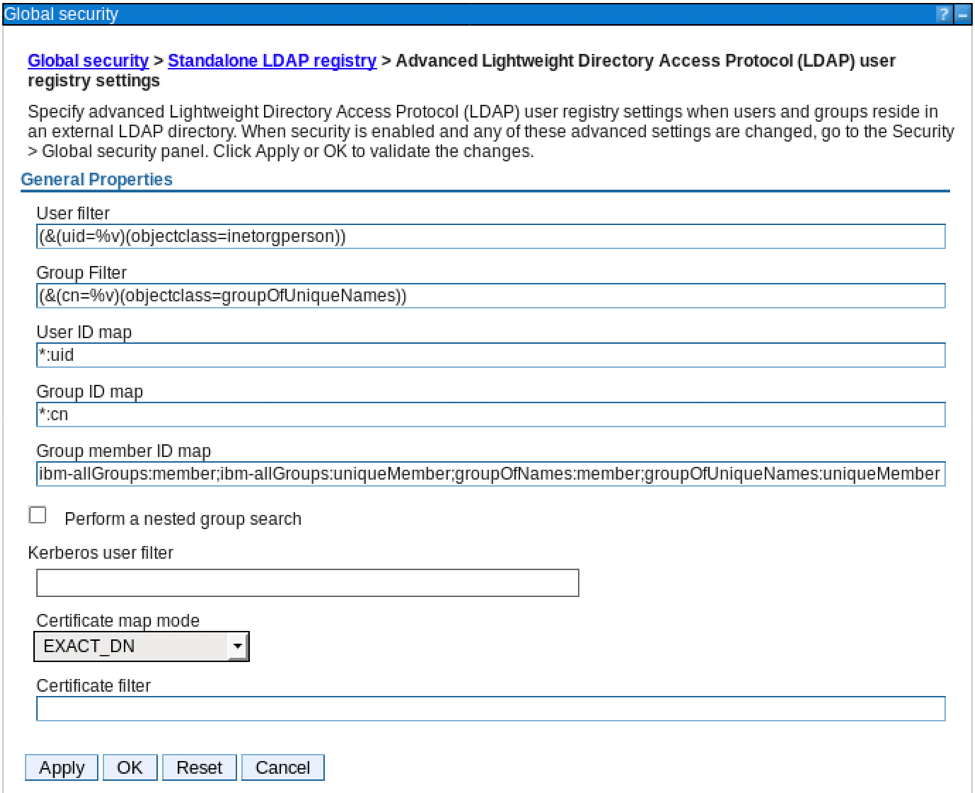 Global security
? –
Global security > Standalone LDAP registry > Advanced Lightweight Directory Access Protocol (LDAP) user
registry settings
Specify advanced Lightweight Directory Access Protocol (LDAP) user registry settings when users and groups reside in
an external LDAP directory. When security is enabled and any of these advanced settings are changed, go to the Security
> Global security panel. Click Apply or OK to validate the changes.
General Properties
User filter
(&(uid=%v)(objectclass=inetorgperson))
Group Filter
(&(cn=%v)(objectclass=groupOfUniqueNames))
User ID map
*:uid
Group ID map
*:cn
Group member ID map
ibm-allGroups:member;ibm-allGroups:uniqueMember;groupOfNames:member;groupOfUniqueNames:uniqueMember
Perform a nested group search
Kerberos user filter
Certificate map mode
EXACT_DN
Certificate filter
Apply OK Reset Cancel